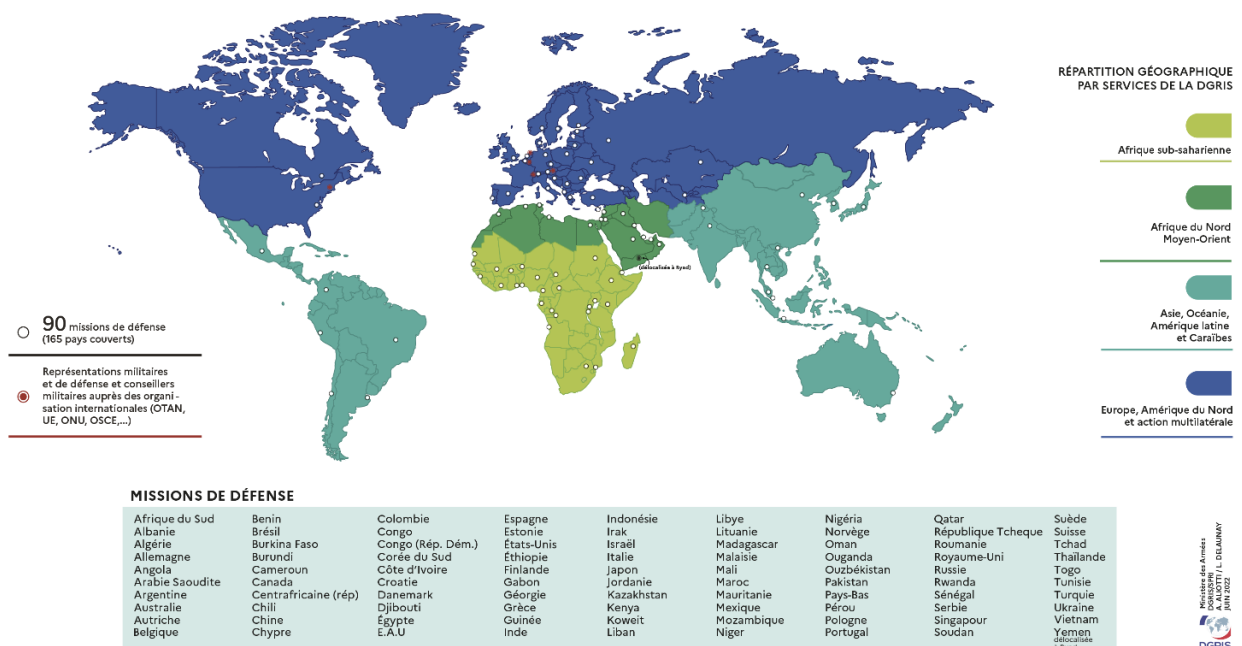 RÉPARTITION GÉOGRAPHIQUE
PAR SERVICES DE LA DGRIS
Afrique sub-saharienne
Afrique du Nord
Moyen-Orient
Asie, Océanie,
Amérique latine
et Caraïbes
Europe, Amérique du Nord
et action multilatérale
(délocalisée à Ryad)
90 missions de défense
(165 pays couverts)
Représentations militaires
et de défense et conseillers
militaires auprès des organi-
sation internationales (OTAN,
UE, ONU, OSCE,...)
MISSIONS DE DÉFENSE
Afrique du Sud
Albanie
Algérie
Allemagne
Angola
Arabie Saoudite
Argentine
Australie
Autriche
Belgique
Benin
Brésil
Burkina Faso
Burundi
Cameroun
Canada
Centrafricaine (rép)
Chili
Chine
Chypre
Colombie
Congo
Congo (Rép. Dém.)
Corée du Sud
Côte d'Ivoire
Croatie
Danemark
Djibouti
Égypte
E.A.U
Espagne
Estonie
États-Unis
Éthiopie
Finlande
Gabon
Géorgie
Grèce
Guinée
Inde
Indonésie
Irak
Israël
Italie
Japon
Jordanie
Kazakhstan
Kenya
Koweit
Liban
Libye
Lituanie
Madagascar
Malaisie
Mali
Maroc
Mauritanie
Mexique
Mozambique
Niger
Nigéria
Norvège
Oman
Ouganda
Ouzbékistan
Pakistan
Pays-Bas
Pérou
Pologne
Portugal
Qatar
République Tcheque
Roumanie
Royaume-Uni
Russie
Rwanda
Sénégal
Serbie
Singapour
Soudan
Suède
Suisse
Tchad
Thaïlande
Togo
Tunisie
Turquie
Ukraine
Vietnam
Yemen
délocalisée
Ministère des Armées
DGRIS/SPRI
A. ALIOTTI / L. DELAUNAY
JUIN 2022
DGRIS